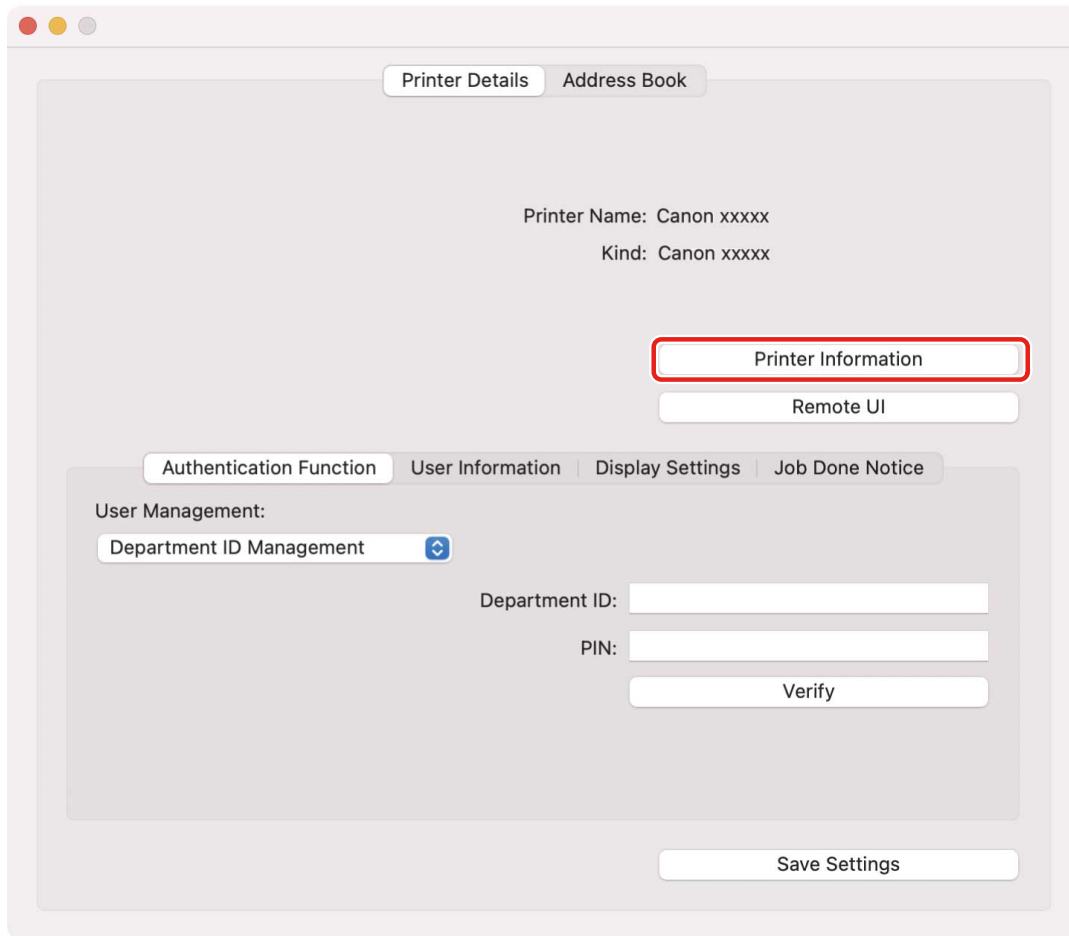 Printer Details Address Book
Printer Name: Canon xxxxx
Kind: Canon xxxxx
Printer Information
Remote UI
Authentication Function User Information Display Settings Job Done Notice
User Management:
Department ID Management
Department ID:
PIN:
Verify
Save Settings